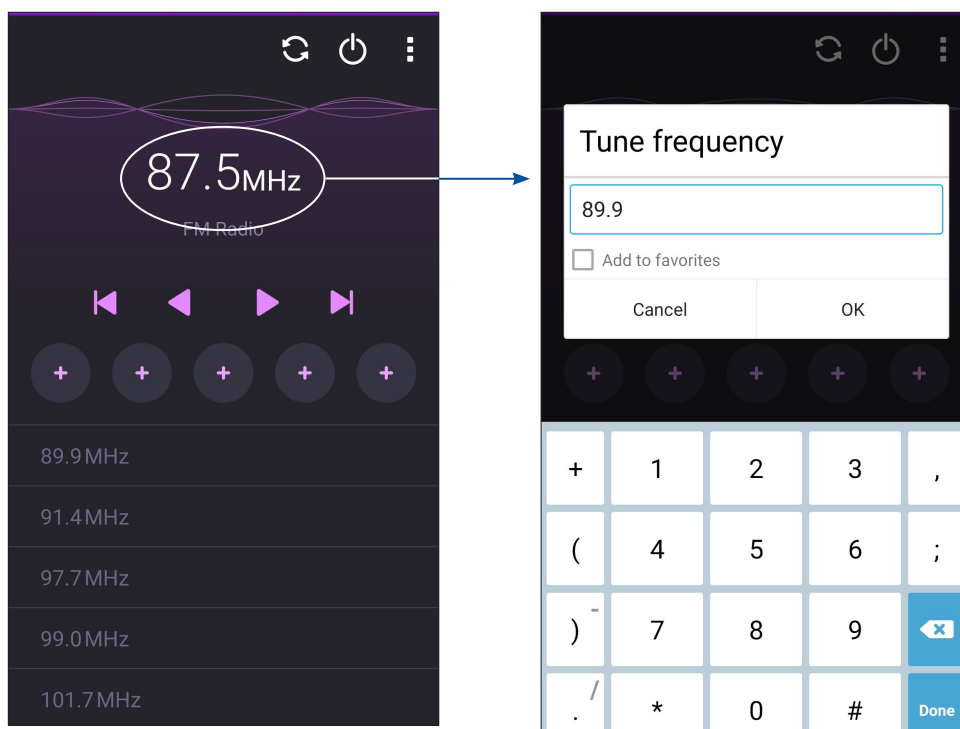 87.5MHz
FM Radio
+ + + + +
89.9MHz
91.4MHz
97.7MHz
99.0MHz
101.7MHz
Tune frequency
89.9
Add to favorites
Cancel OK
+ + + + +
+ 1 2 3 ,
( 4 5 6 ;
) - 7 8 9
. / * 0 # Done